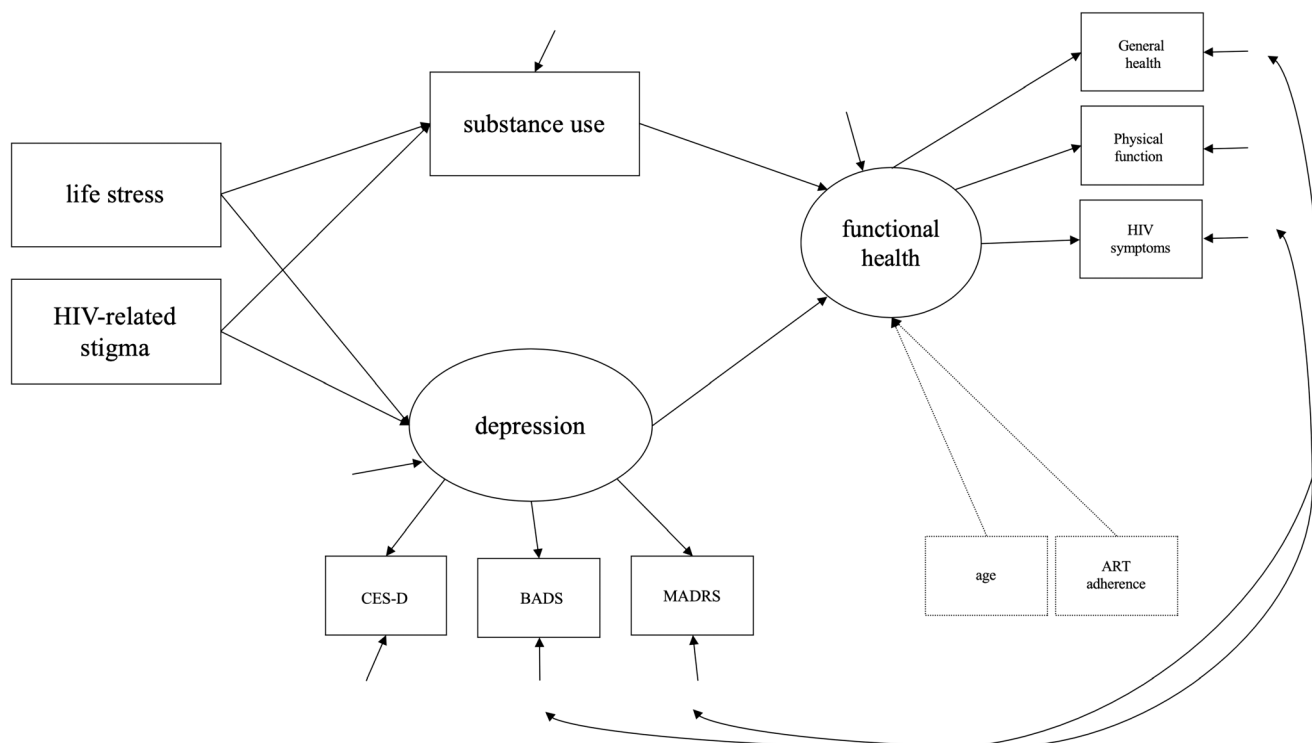 General
health
substance use
Physical
function
life stress
functional
health
HIV
symptoms
HIV-related
stigma
depression
age
ART
adherence
CES-D
BADS
MADRS